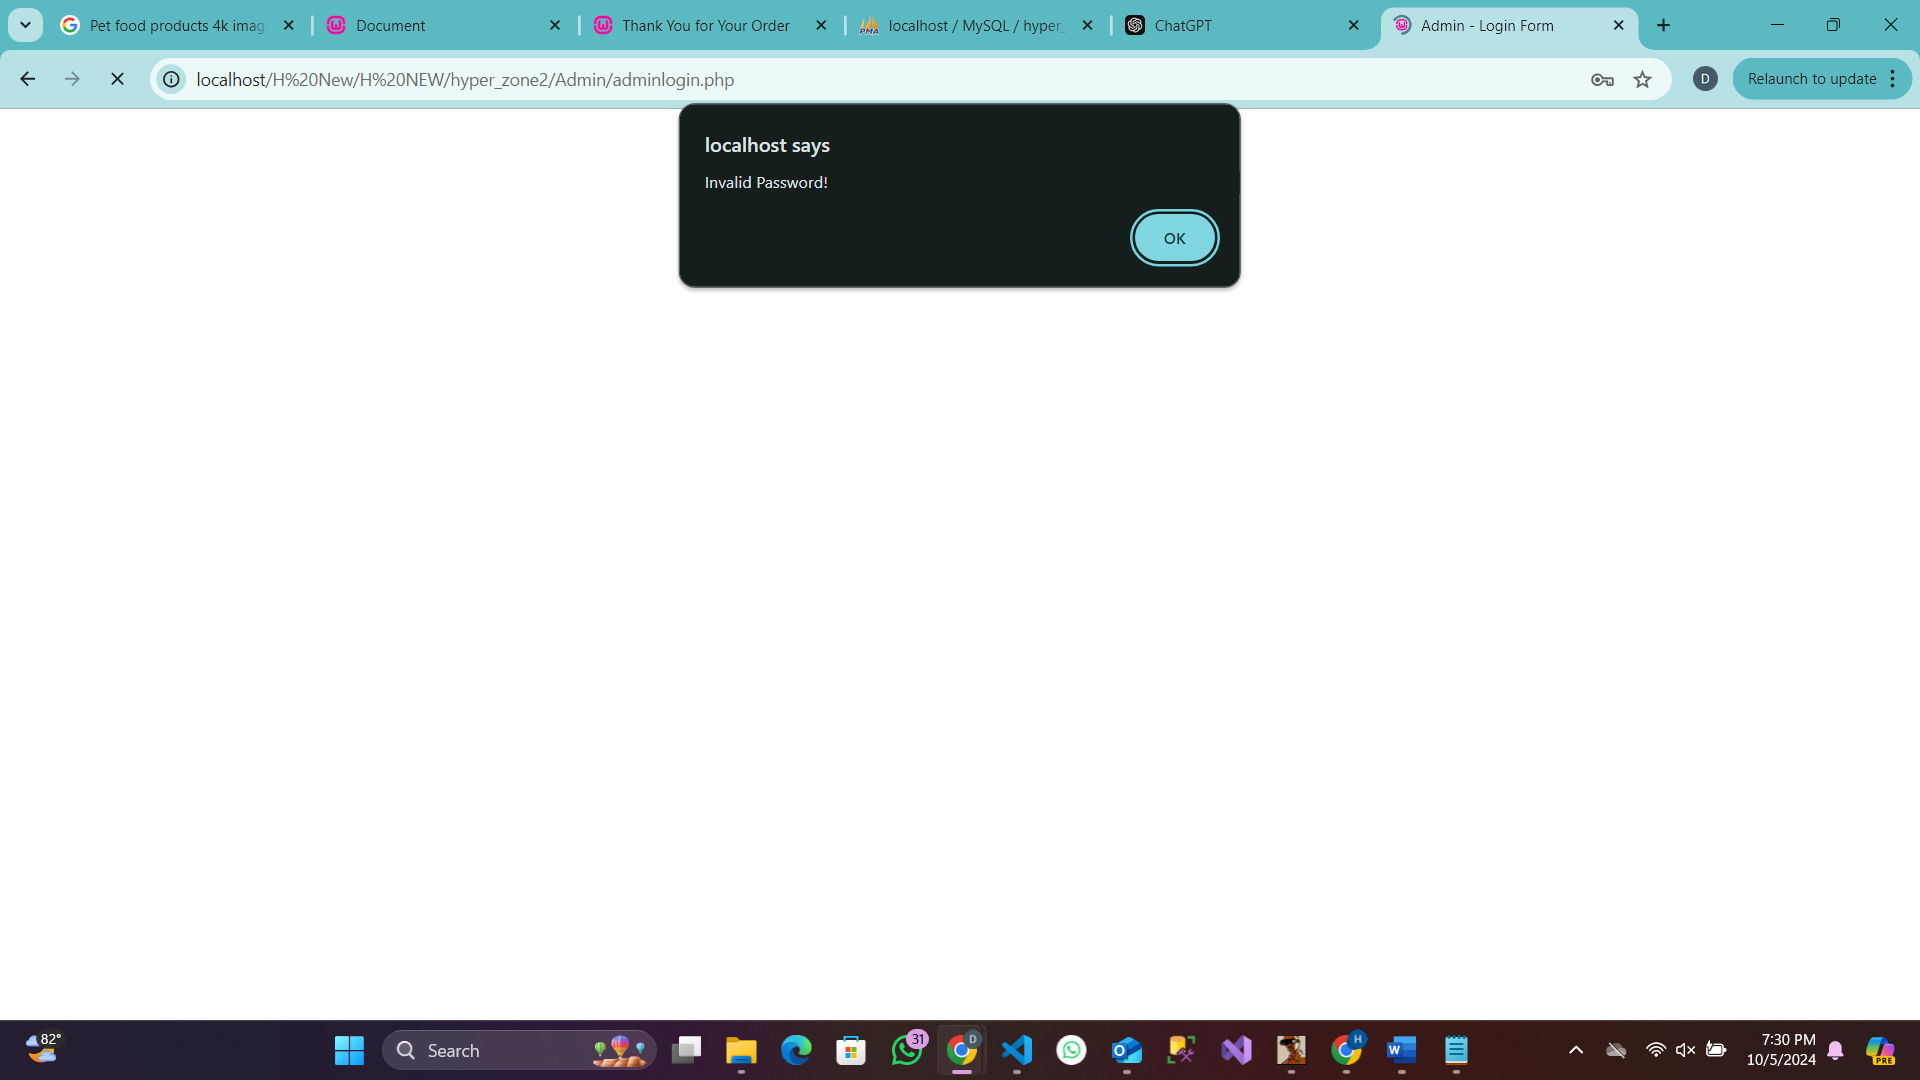 Pet food products 4k imag
Document
Thank You for Your Order
localhost / MySQL / hyper_
ChatGPT
Admin - Login Form
localhost/H%20New/H%20NEW/hyper_zone2/Admin/adminlogin.php
D
Relaunch to update
localhost says
Invalid Password!
OK
82°
Search
31
D
H
7:30 PM
10/5/2024
PRE